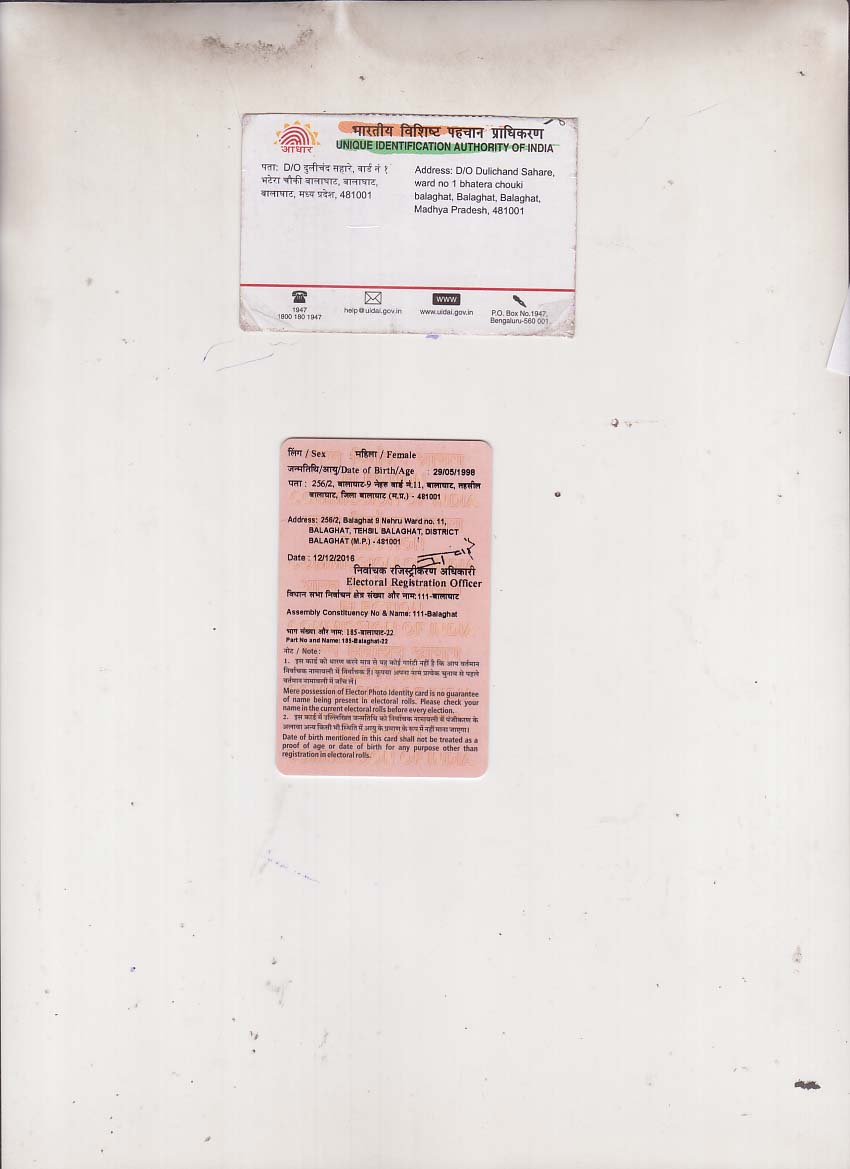 आधार
भारतीय विशिष्ट पहचान प्राधिकरण
UNIQUE IDENTIFICATION AUTHORITY OF INDIA
पता: D/O दुलीचंद सहारे, वार्ड नं १
भटेरा चौकी बालाघाट, बालाघाट,
बालाघाट, मध्य प्रदेश, 481001
Address: D/O Dulichand Sahare,
ward no 1 bhatera chouki
balaghat, Balaghat, Balaghat,
Madhya Pradesh, 481001
1947
1800 180 1947
help@uidai.gov.in
www
www.uidai.gov.in
P.O. Box No.1947,
Bengaluru-560 001
लिंग / Sex महिला / Female
जन्मतिथि/आयु/Date of Birth/Age : 29/05/1998
पता : 256/2, बालाघाट-9 नेहरु वार्ड नं.11, बालाघाट, तहसील
बालाघाट, जिला बालाघाट (म.प्र.) - 481001
Address: 256/2, Balaghat 9 Nehru Ward no. 11,
BALAGHAT, TEHSIL BALAGHAT, DISTRICT
BALAGHAT (M.P.) - 481001
Date : 12/12/2016
निर्वाचक रजिस्ट्रीकरण अधिकारी
Electoral Registration Officer
विधान सभा निर्वाचन क्षेत्र संख्या और नाम: 111-बालाघाट
Assembly Constituency No & Name: 111-Balaghat
भाग संख्या और नाम: 185-बालाघाट-22
Part No and Name: 185-Balaghat-22
नोट / Note :
1. इस कार्ड को धारण करने मात्र से यह कोई गारंटी नहीं है कि आप वर्तमान
निर्वाचक नामावली में निर्वाचक हैं। कृपया अपना नाम प्रत्येक चुनाव से पहले
वर्तमान नामावली में जाँच लें।
Mere possession of Elector Photo Identity card is no guarantee
of name being present in electoral rolls. Please check your
name in the current electoral rolls before every election.
2. इस कार्ड में उल्लिखित जन्मतिथि को निर्वाचक नामावली में पंजीकरण के
अलावा अन्य किसी भी स्थिति में आयु के प्रमाण के रूप में नहीं माना जाएगा।
Date of birth mentioned in this card shall not be treated as a
proof of age or date of birth for any purpose other than
registration in electoral rolls.